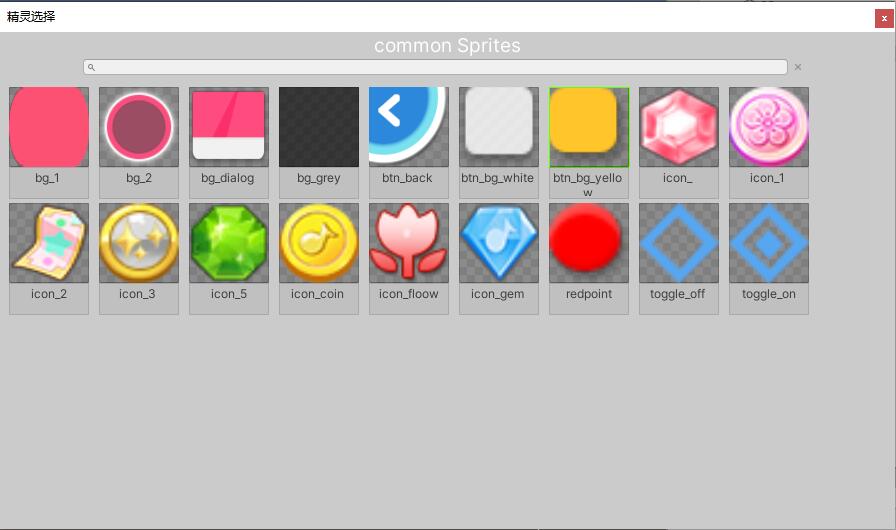 精灵选择
x
common Sprites
bg_1
bg_2
bg_dialog
bg_grey
btn_back
btn_bg_white
btn_bg_yello
w
icon_
icon_1
icon_2
icon_3
icon_5
icon_coin
icon_floow
icon_gem
redpoint
toggle_off
toggle_on